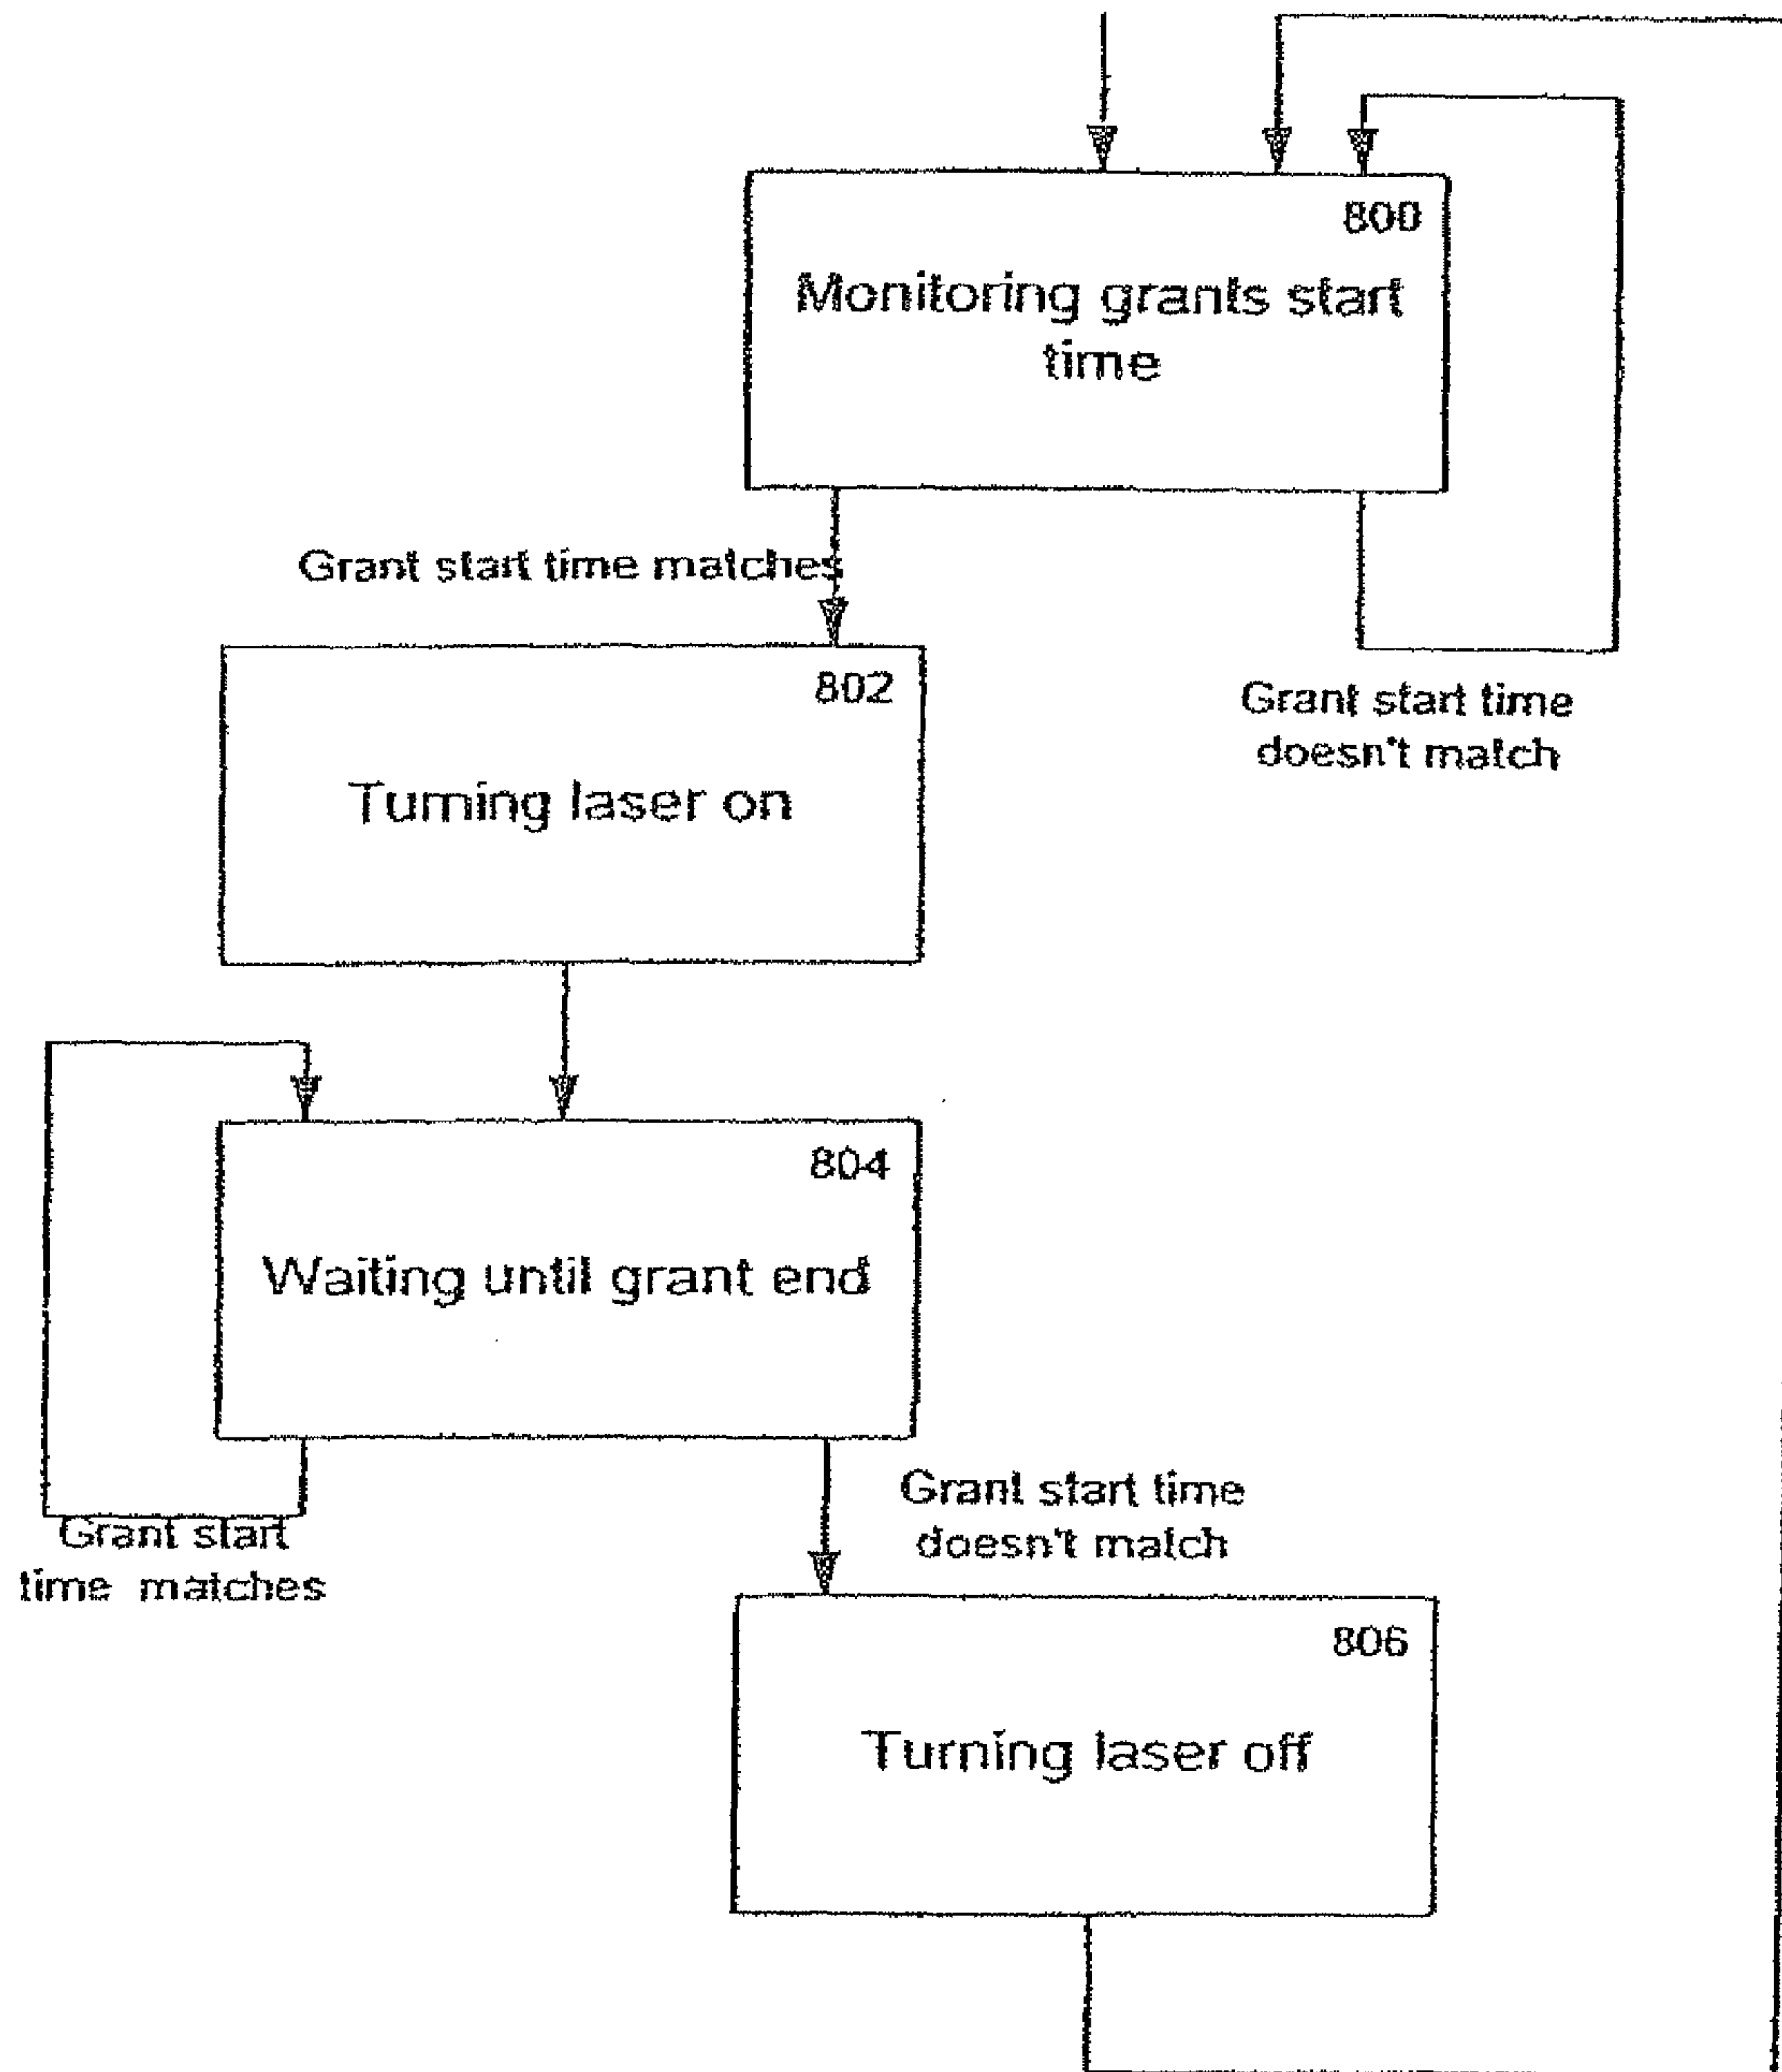 800
Monitoring grants start
time
Grant start time matches
802
Turning laser on
Grant start time
doesn't match
804
Waiting until grant end
Grant start
time matches
Grant start time
doesn't match
806
Turning laser off